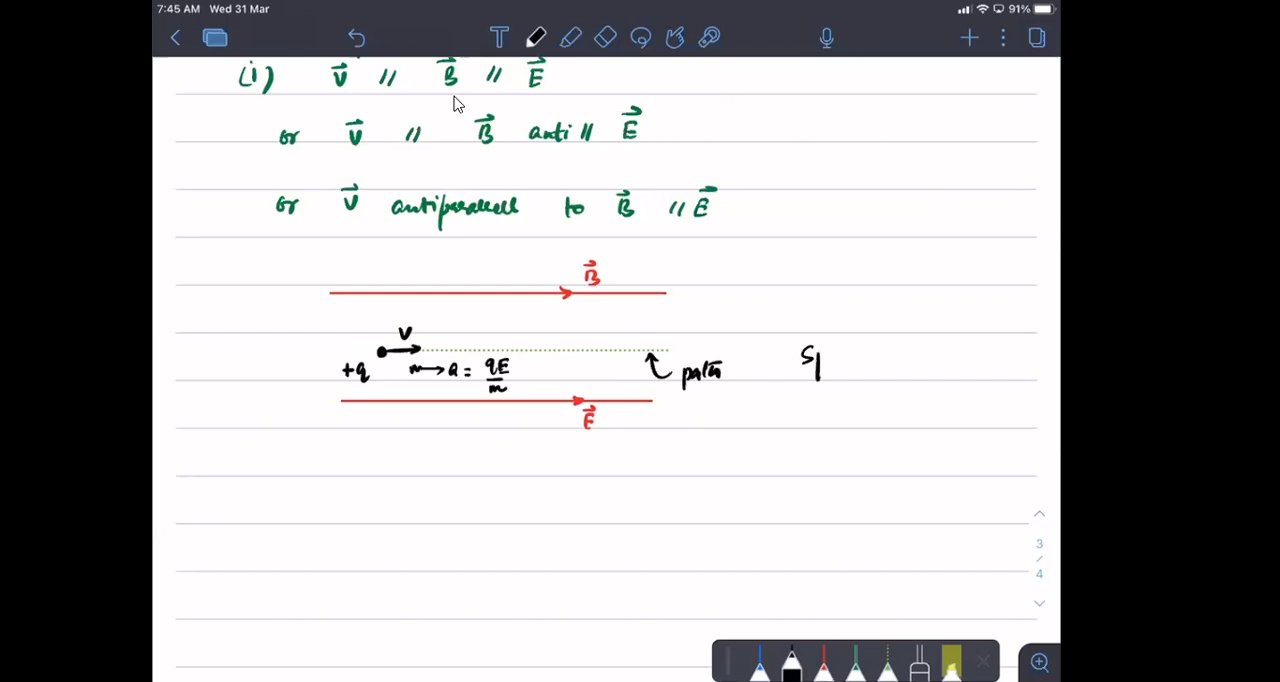 7:45 AM Wed 31 Mar
91%
T
(i) V⃗ // B⃗ // E⃗
or V⃗ // B⃗ anti // E⃗
or V⃗ antiparallel to B⃗ // E⃗
B⃗
V
+q → a = qE/m path
E⃗
3
/
4